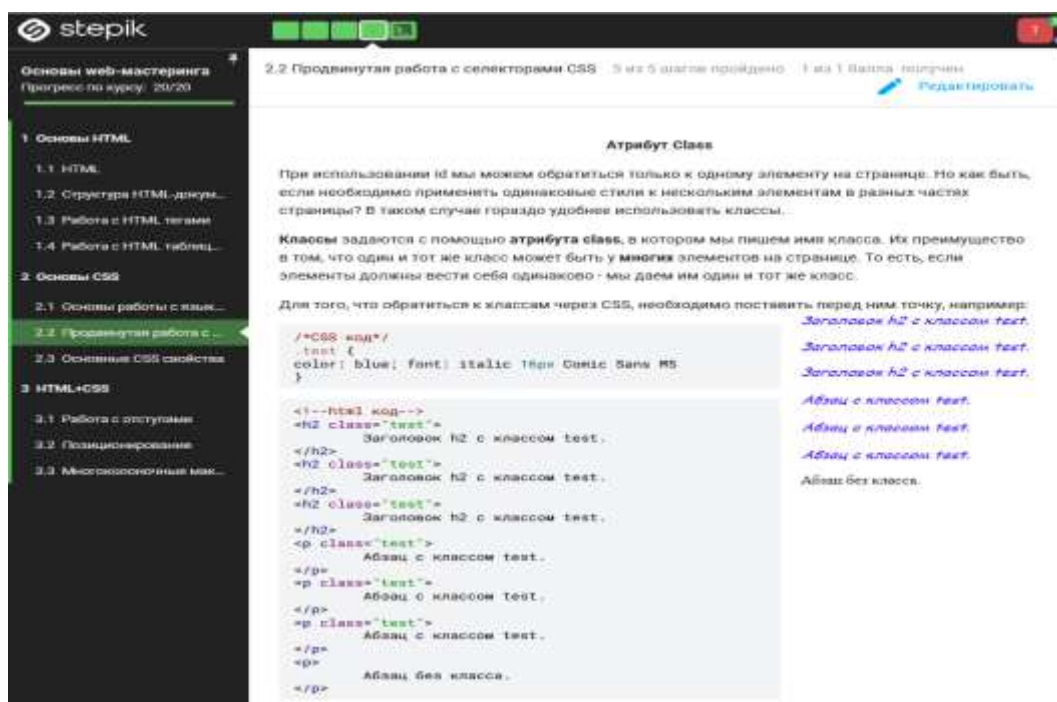 stepik
Основы web-мастеринга
Прогресс по курсу: 20/20
1 Основы HTML
1.1 HTML
1.2 Структура HTML-докум...
1.3 Работа с HTML тегами
1.4 Работа с HTML таблиц...
2 Основы CSS
2.1 Основы работы с язык...
2.2 Продвинутая работа с ...
2.3 Основные CSS свойства
3 HTML+CSS
3.1 Работа с отступами
3.2 Позиционирование
3.3 Многоколоночные мак...
2.2 Продвинутая работа с селекторами CSS 5 из 5 шагов пройдено 1 из 1 балла получен
Редактировать
Атрибут Class
При использовании id мы можем обратиться только к одному элементу на странице. Но как быть,
если необходимо применить одинаковые стили к нескольким элементам в разных частях
страницы? В таком случае гораздо удобнее использовать классы.
Классы задаются с помощью атрибута class, в котором мы пишем имя класса. Их преимущество
в том, что один и тот же класс может быть у многих элементов на странице. То есть, если
элементы должны вести себя одинаково - мы даем им один и тот же класс.
Для того, что обратиться к классам через CSS, необходимо поставить перед ним точку, например:
/*CSS код*/
.test {
color: blue; font: italic 16px Comic Sans MS
}
<!--html код-->
<h2 class="test">
Заголовок h2 с классом test.
</h2>
<h2 class="test">
Заголовок h2 с классом test.
</h2>
<h2 class="test">
Заголовок h2 с классом test.
</h2>
<p class="test">
Абзац с классом test.
</p>
<p class="test">
Абзац с классом test.
</p>
<p class="test">
Абзац с классом test.
</p>
<p>
Абзац без класса.
</p>
Заголовок h2 с классом test.
Заголовок h2 с классом test.
Заголовок h2 с классом test.
Абзац с классом test.
Абзац с классом test.
Абзац с классом test.
Абзац без класса.